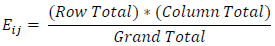 E_ij = (Row Total) * (Column Total) / Grand Total